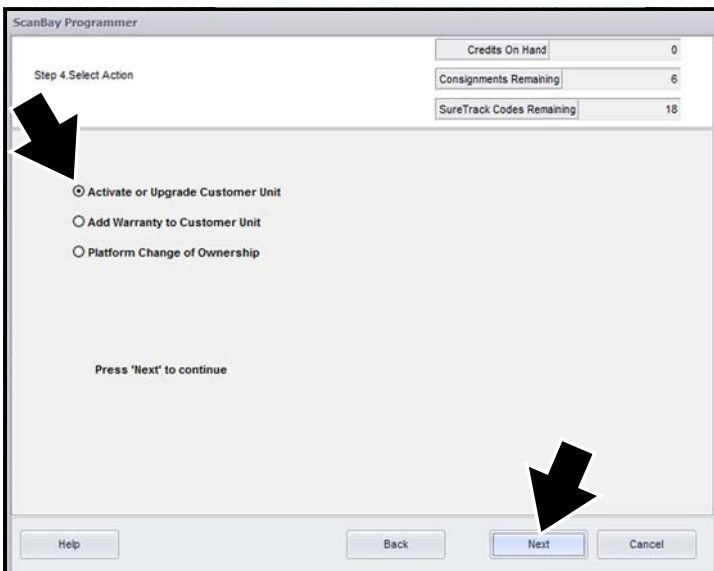 ScanBay Programmer
Credits On Hand 0
Step 4.Select Action
Consignments Remaining 6
SureTrack Codes Remaining 18
Activate or Upgrade Customer Unit
Add Warranty to Customer Unit
Platform Change of Ownership
Press 'Next' to continue
Help Back Next Cancel